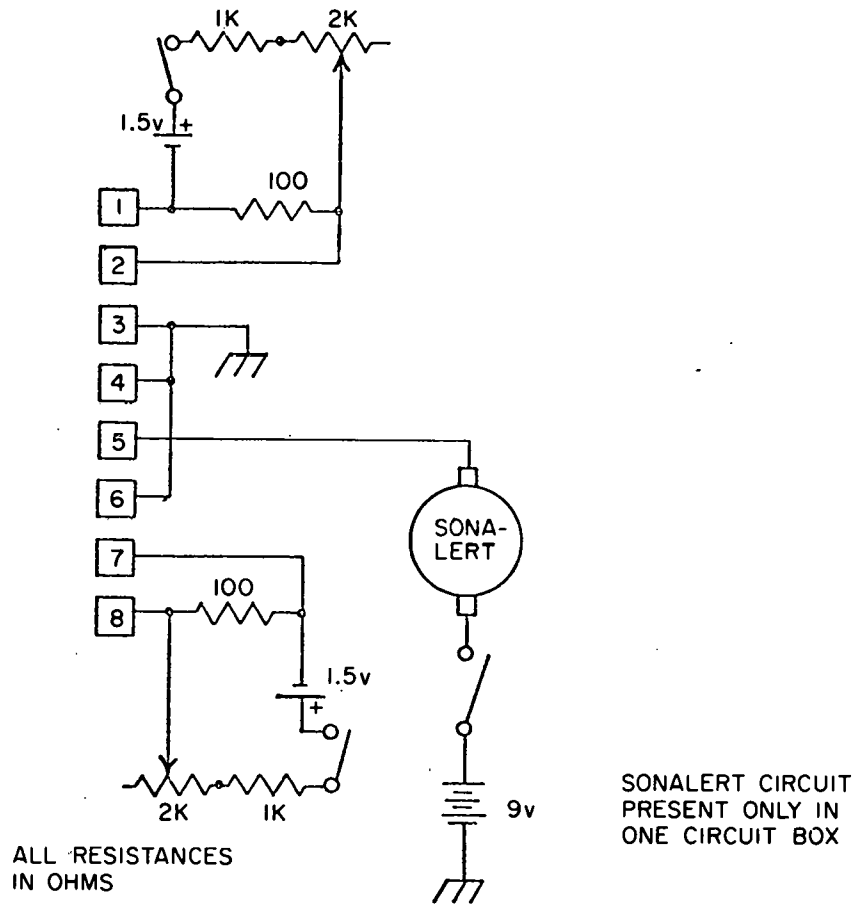 1K 2K
1.5v +
100
1
2
3
4
5
6
7
8
SONA-
LERT
100
1.5v
+
2K 1K
9v
SONALERT CIRCUIT
PRESENT ONLY IN
ONE CIRCUIT BOX
ALL RESISTANCES
IN OHMS